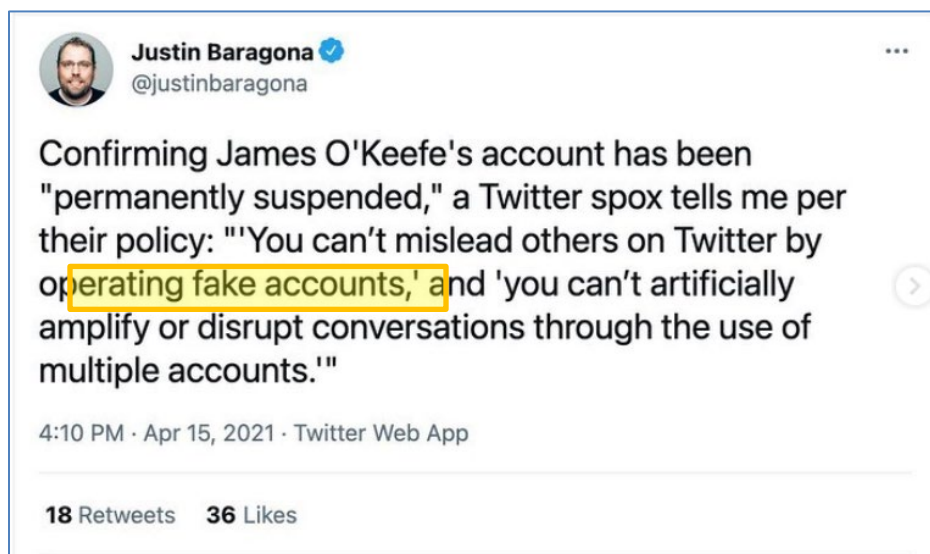 Justin Baragona
@justinbaragona
Confirming James O'Keefe's account has been
"permanently suspended," a Twitter spox tells me per
their policy: "'You can’t mislead others on Twitter by
operating fake accounts,' and 'you can’t artificially
amplify or disrupt conversations through the use of
multiple accounts.'"
4:10 PM · Apr 15, 2021 · Twitter Web App
18 Retweets 36 Likes